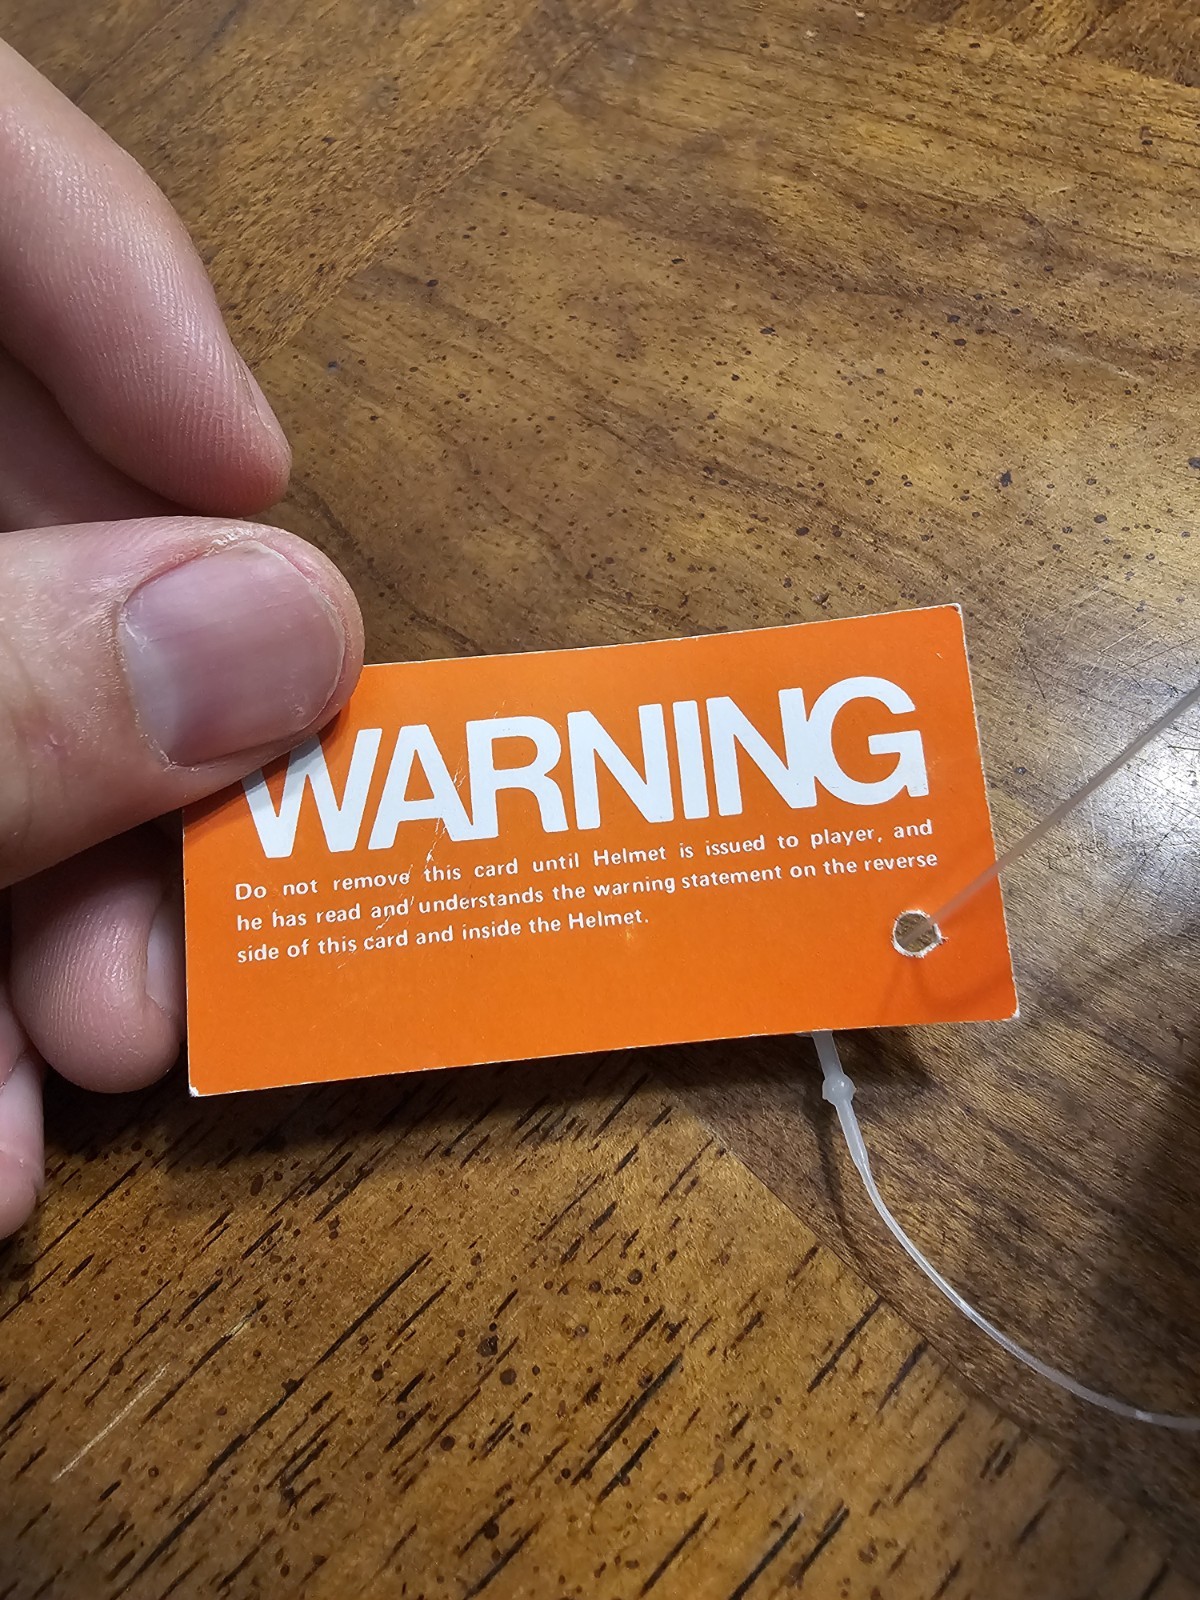 WARNING
Do not remove this card until Helmet is issued to player, and
he has read and understands the warning statement on the reverse
side of this card and inside the Helmet.